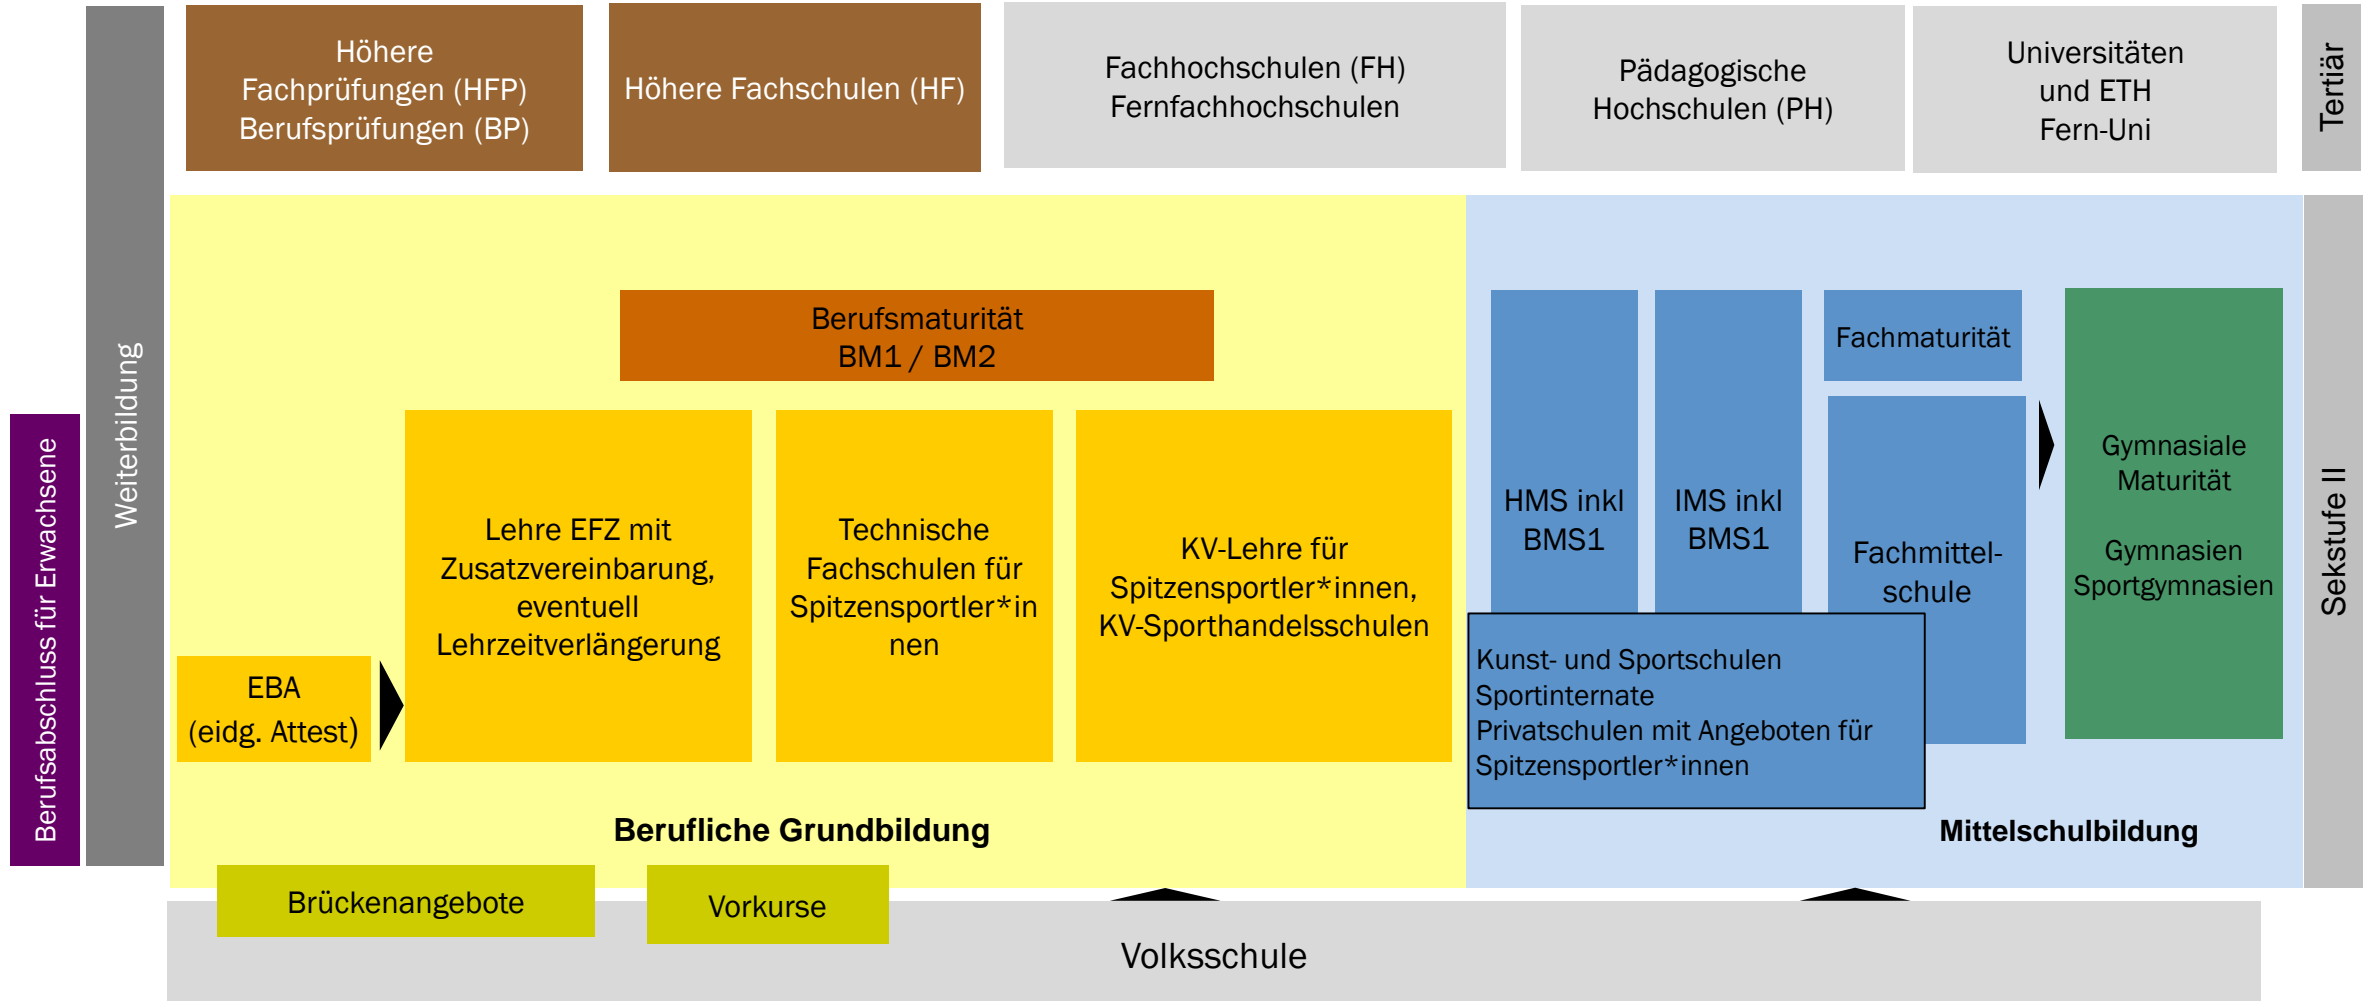 Höhere
Fachprüfungen (HFP)
Berufsprüfungen (BP)
Höhere Fachschulen (HF)
Fachhochschulen (FH)
Fernfachhochschulen
Pädagogische
Hochschulen (PH)
Universitäten
und ETH
Fern-Uni
Tertiär
Berufsabschluss für Erwachsene
Weiterbildung
Berufsmaturität
BM1 / BM2
EBA
(eidg. Attest)
Lehre EFZ mit
Zusatzvereinbarung,
eventuell
Lehrzeitverlängerung
Technische
Fachschulen für
Spitzensportler*in
nen
KV-Lehre für
Spitzensportler*innen,
KV-Sporthandelsschulen
Berufliche Grundbildung
HMS inkl
BMS1
IMS inkl
BMS1
Fachmaturität
Fachmittel-
schule
Gymnasiale
Maturität
Gymnasien
Sportgymnasien
Kunst- und Sportschulen
Sportinternate
Privatschulen mit Angeboten für
Spitzensportler*innen
Mittelschulbildung
Sekstufe II
Brückenangebote
Vorkurse
Volksschule